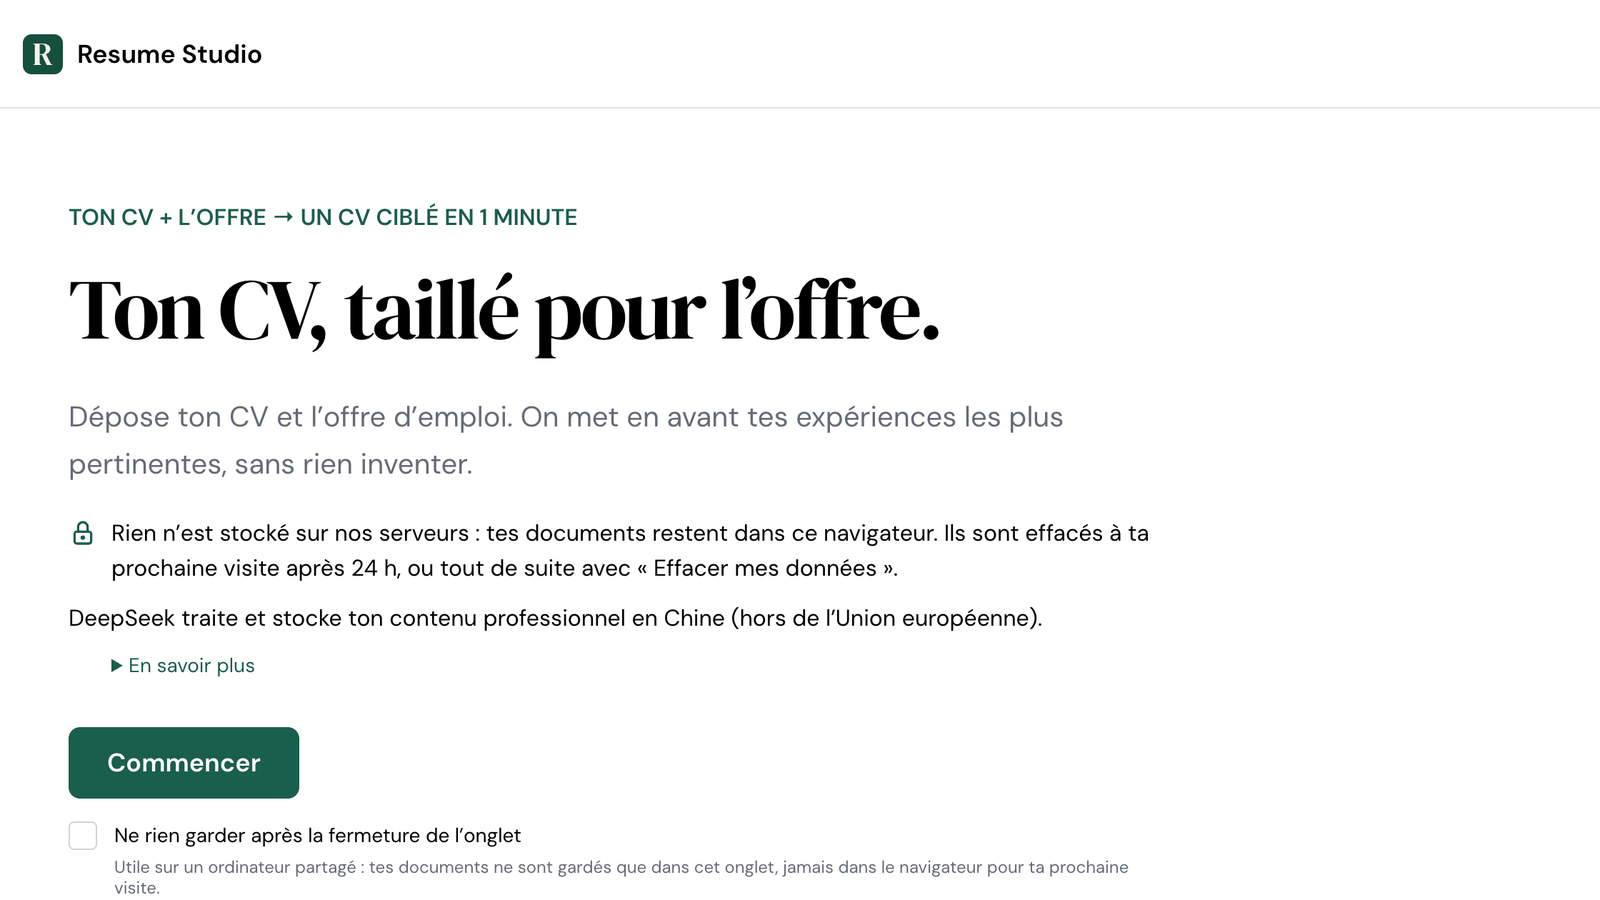 R Resume Studio
TON CV + L’OFFRE → UN CV CIBLÉ EN 1 MINUTE
Ton CV, taillé pour l’offre.
Dépose ton CV et l’offre d’emploi. On met en avant tes expériences les plus
pertinentes, sans rien inventer.
Rien n’est stocké sur nos serveurs : tes documents restent dans ce navigateur. Ils sont effacés à ta
prochaine visite après 24 h, ou tout de suite avec « Effacer mes données ».
DeepSeek traite et stocke ton contenu professionnel en Chine (hors de l’Union européenne).
▶ En savoir plus
Commencer
Ne rien garder après la fermeture de l’onglet
Utile sur un ordinateur partagé : tes documents ne sont gardés que dans cet onglet, jamais dans le navigateur pour ta prochaine
visite.